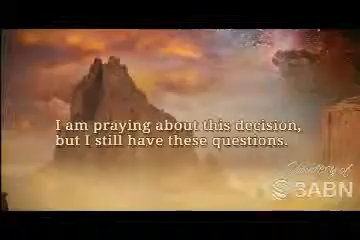 I am praying about this decision,
but I still have these questions.
Courtesy of
3ABN